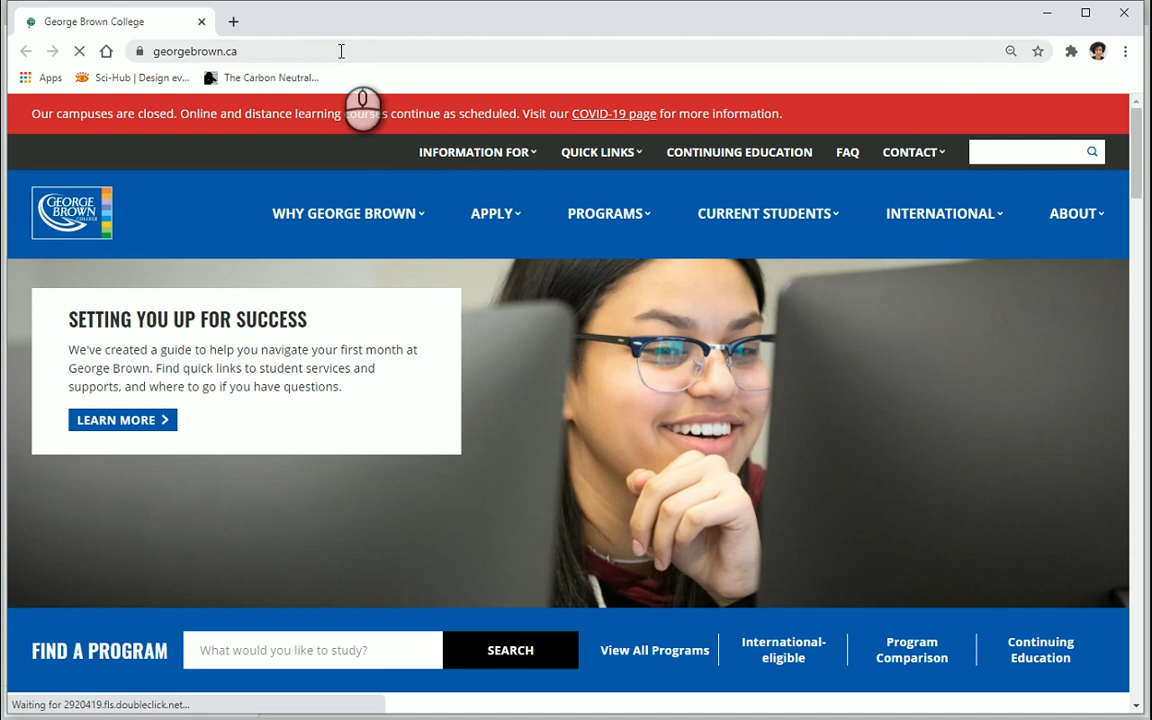 George Brown College
georgebrown.ca
Apps
Sci-Hub | Design ev...
The Carbon Neutral...
Our campuses are closed. Online and distance learning courses continue as scheduled. Visit our COVID-19 page for more information.
INFORMATION FOR
QUICK LINKS
CONTINUING EDUCATION
FAQ
CONTACT
GEORGE
BROWN
COLLEGE
WHY GEORGE BROWN
APPLY
PROGRAMS
CURRENT STUDENTS
INTERNATIONAL
ABOUT
SETTING YOU UP FOR SUCCESS
We've created a guide to help you navigate your first month at
George Brown. Find quick links to student services and
supports, and where to go if you have questions.
LEARN MORE
FIND A PROGRAM
What would you like to study?
SEARCH
View All Programs
International-
eligible
Program
Comparison
Continuing
Education
Waiting for 2920419.fls.doubleclick.net...